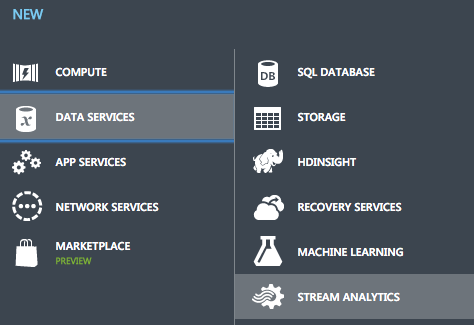 NEW
COMPUTE
DATA SERVICES
APP SERVICES
NETWORK SERVICES
MARKETPLACE
PREVIEW
DB
SQL DATABASE
STORAGE
HDINSIGHT
RECOVERY SERVICES
MACHINE LEARNING
STREAM ANALYTICS
x